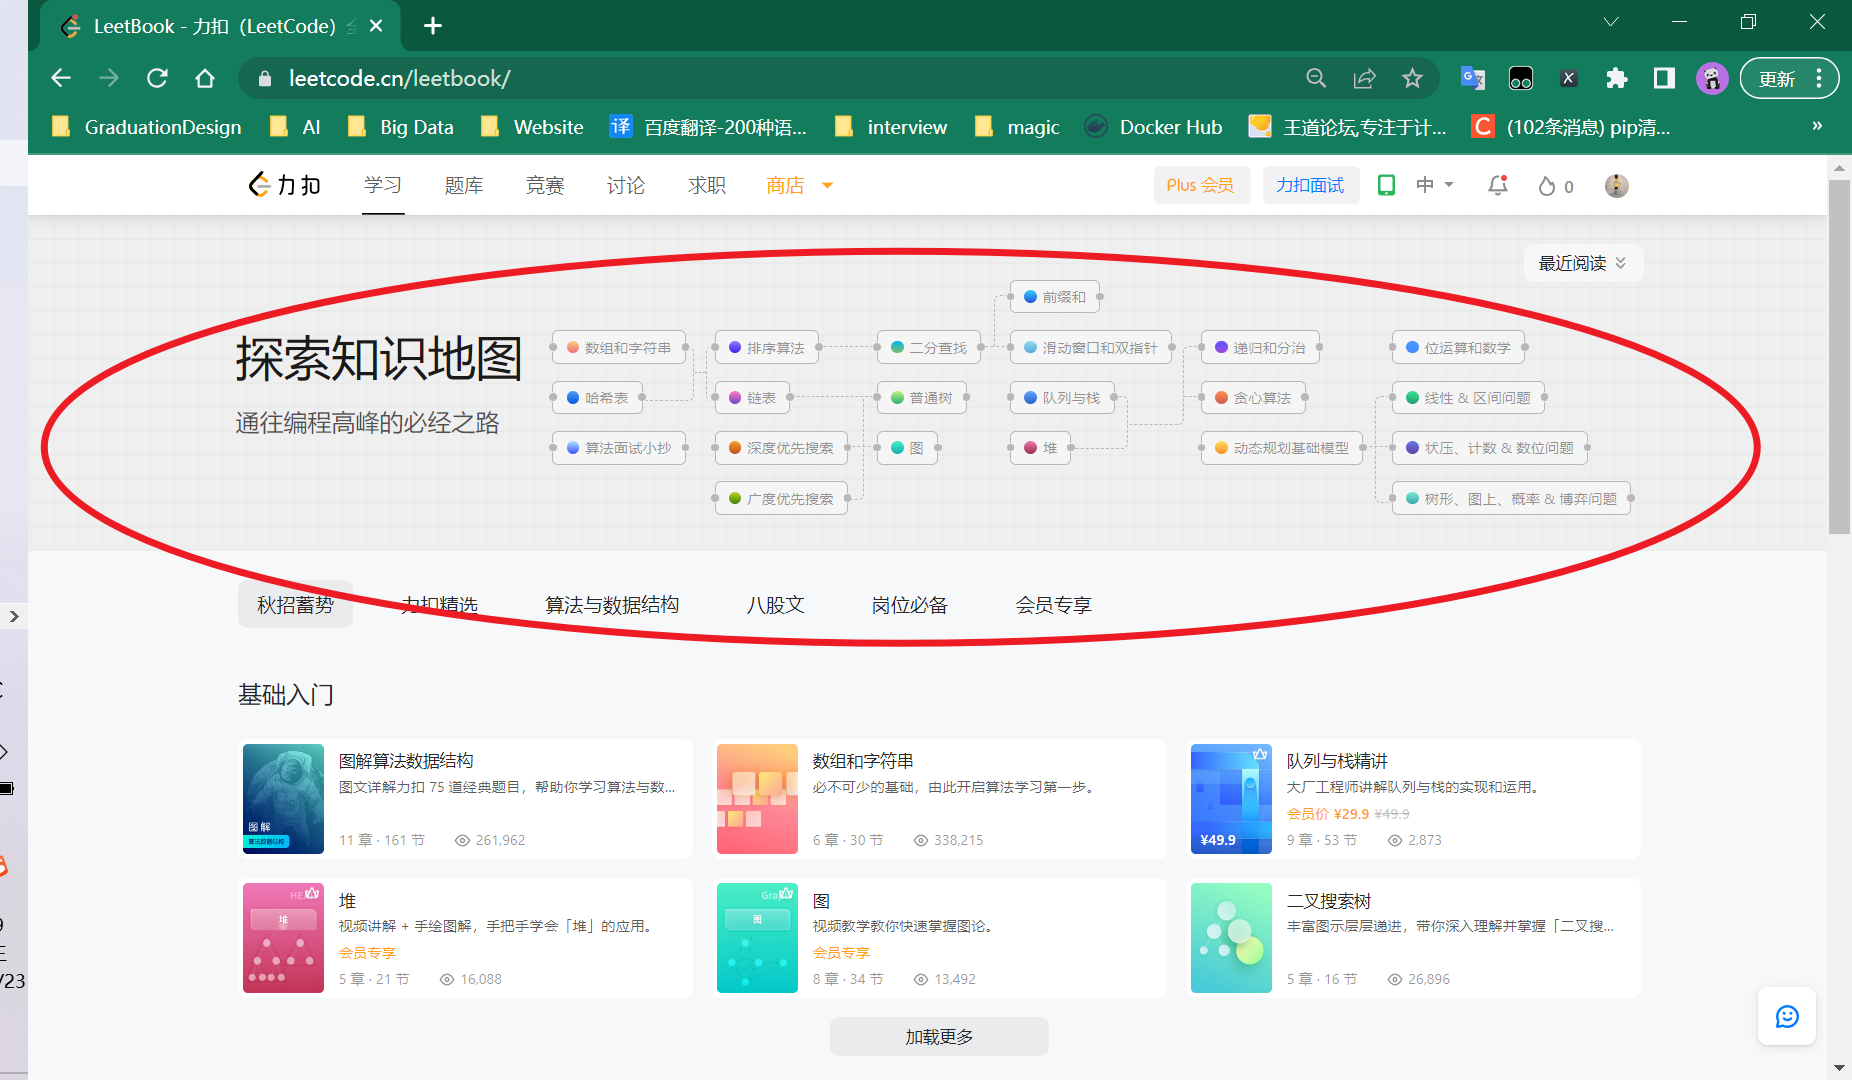 LeetBook - 力扣（LeetCode）全
leetcode.cn/leetbook/
更新
GraduationDesign AI Big Data Website 译 百度翻译-200种语... interview magic Docker Hub 王道论坛,专注于计... C (102条消息) pip清... »
力扣 学习 题库 竞赛 讨论 求职 商店 Plus 会员 力扣面试 中 0
最近阅读
探索知识地图
通往编程高峰的必经之路
前缀和
数组和字符串 排序算法 二分查找 滑动窗口和双指针 递归和分治 位运算和数学
哈希表 链表 普通树 队列与栈 贪心算法 线性 & 区间问题
算法面试小抄 深度优先搜索 图 堆 动态规划基础模型 状压、计数 & 数位问题
广度优先搜索 树形、图上、概率 & 博弈问题
秋招蓄势 力扣精选 算法与数据结构 八股文 岗位必备 会员专享
基础入门
图解
算法数据结构
图解算法数据结构
图文详解力扣 75 道经典题目，帮助你学习算法与数...
11 章 · 161 节 261,962
数组和字符串
必不可少的基础，由此开启算法学习第一步。
6 章 · 30 节 338,215
¥49.9
队列与栈精讲
大厂工程师讲解队列与栈的实现和运用。
会员价 ¥29.9 ¥49.9
9 章 · 53 节 2,873
堆
堆
视频讲解 + 手绘图解，手把手学会「堆」的应用。
会员专享
5 章 · 21 节 16,088
图
图
视频教学教你快速掌握图论。
会员专享
8 章 · 34 节 13,492
二叉搜索树
丰富图示层层递进，带你深入理解并掌握「二叉搜...
5 章 · 16 节 26,896
加载更多
/23